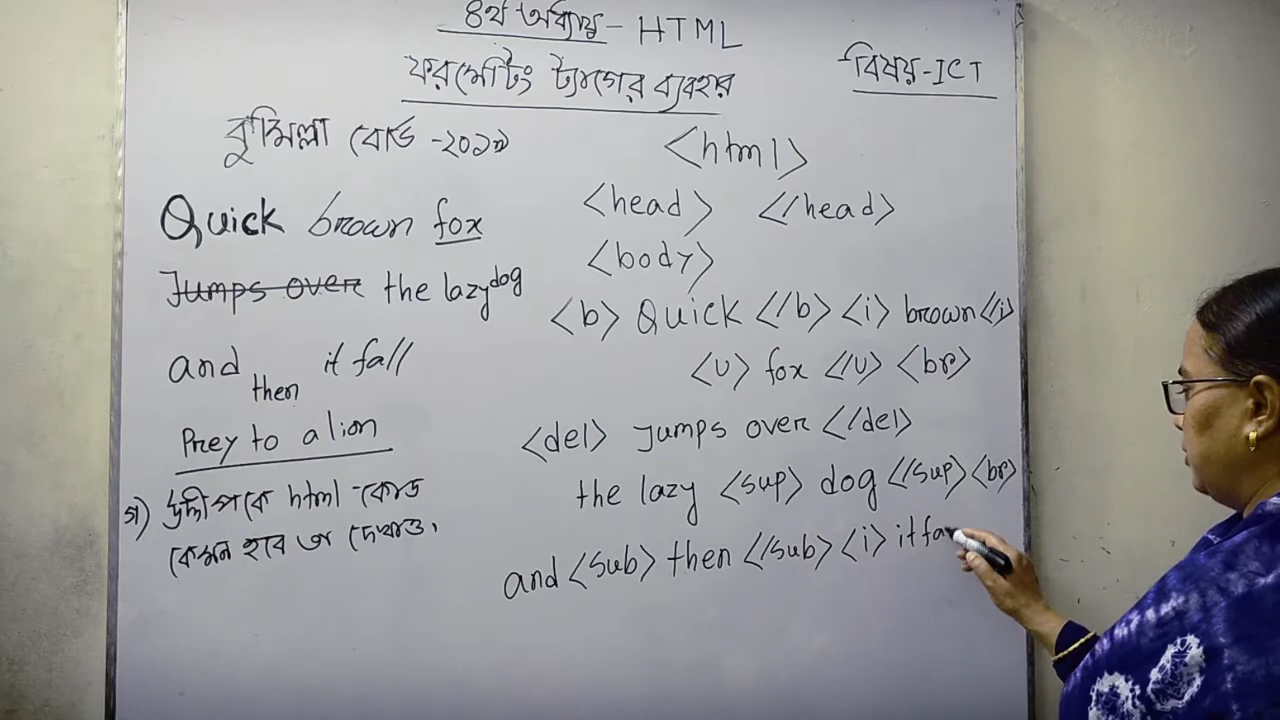 ৪র্থ অধ্যায় - HTML
ফরমেটিং ট্যাগের ব্যবহার
বিষয়-ICT
কুমিল্লা বোর্ড -২০১৯
Quick brown fox
Jumps over the lazy dog
and then it fall
Prey to a lion
গ) উদ্দীপকে html -কোড
কেমন হবে তা দেখাও।
<html>
<head> </head>
<body>
<b> Quick </b> <i> brown </i>
<u> fox </u> <br>
<del> Jumps over </del>
the lazy <sup> dog </sup> <br>
and <sub> then </sub> <i> it fa